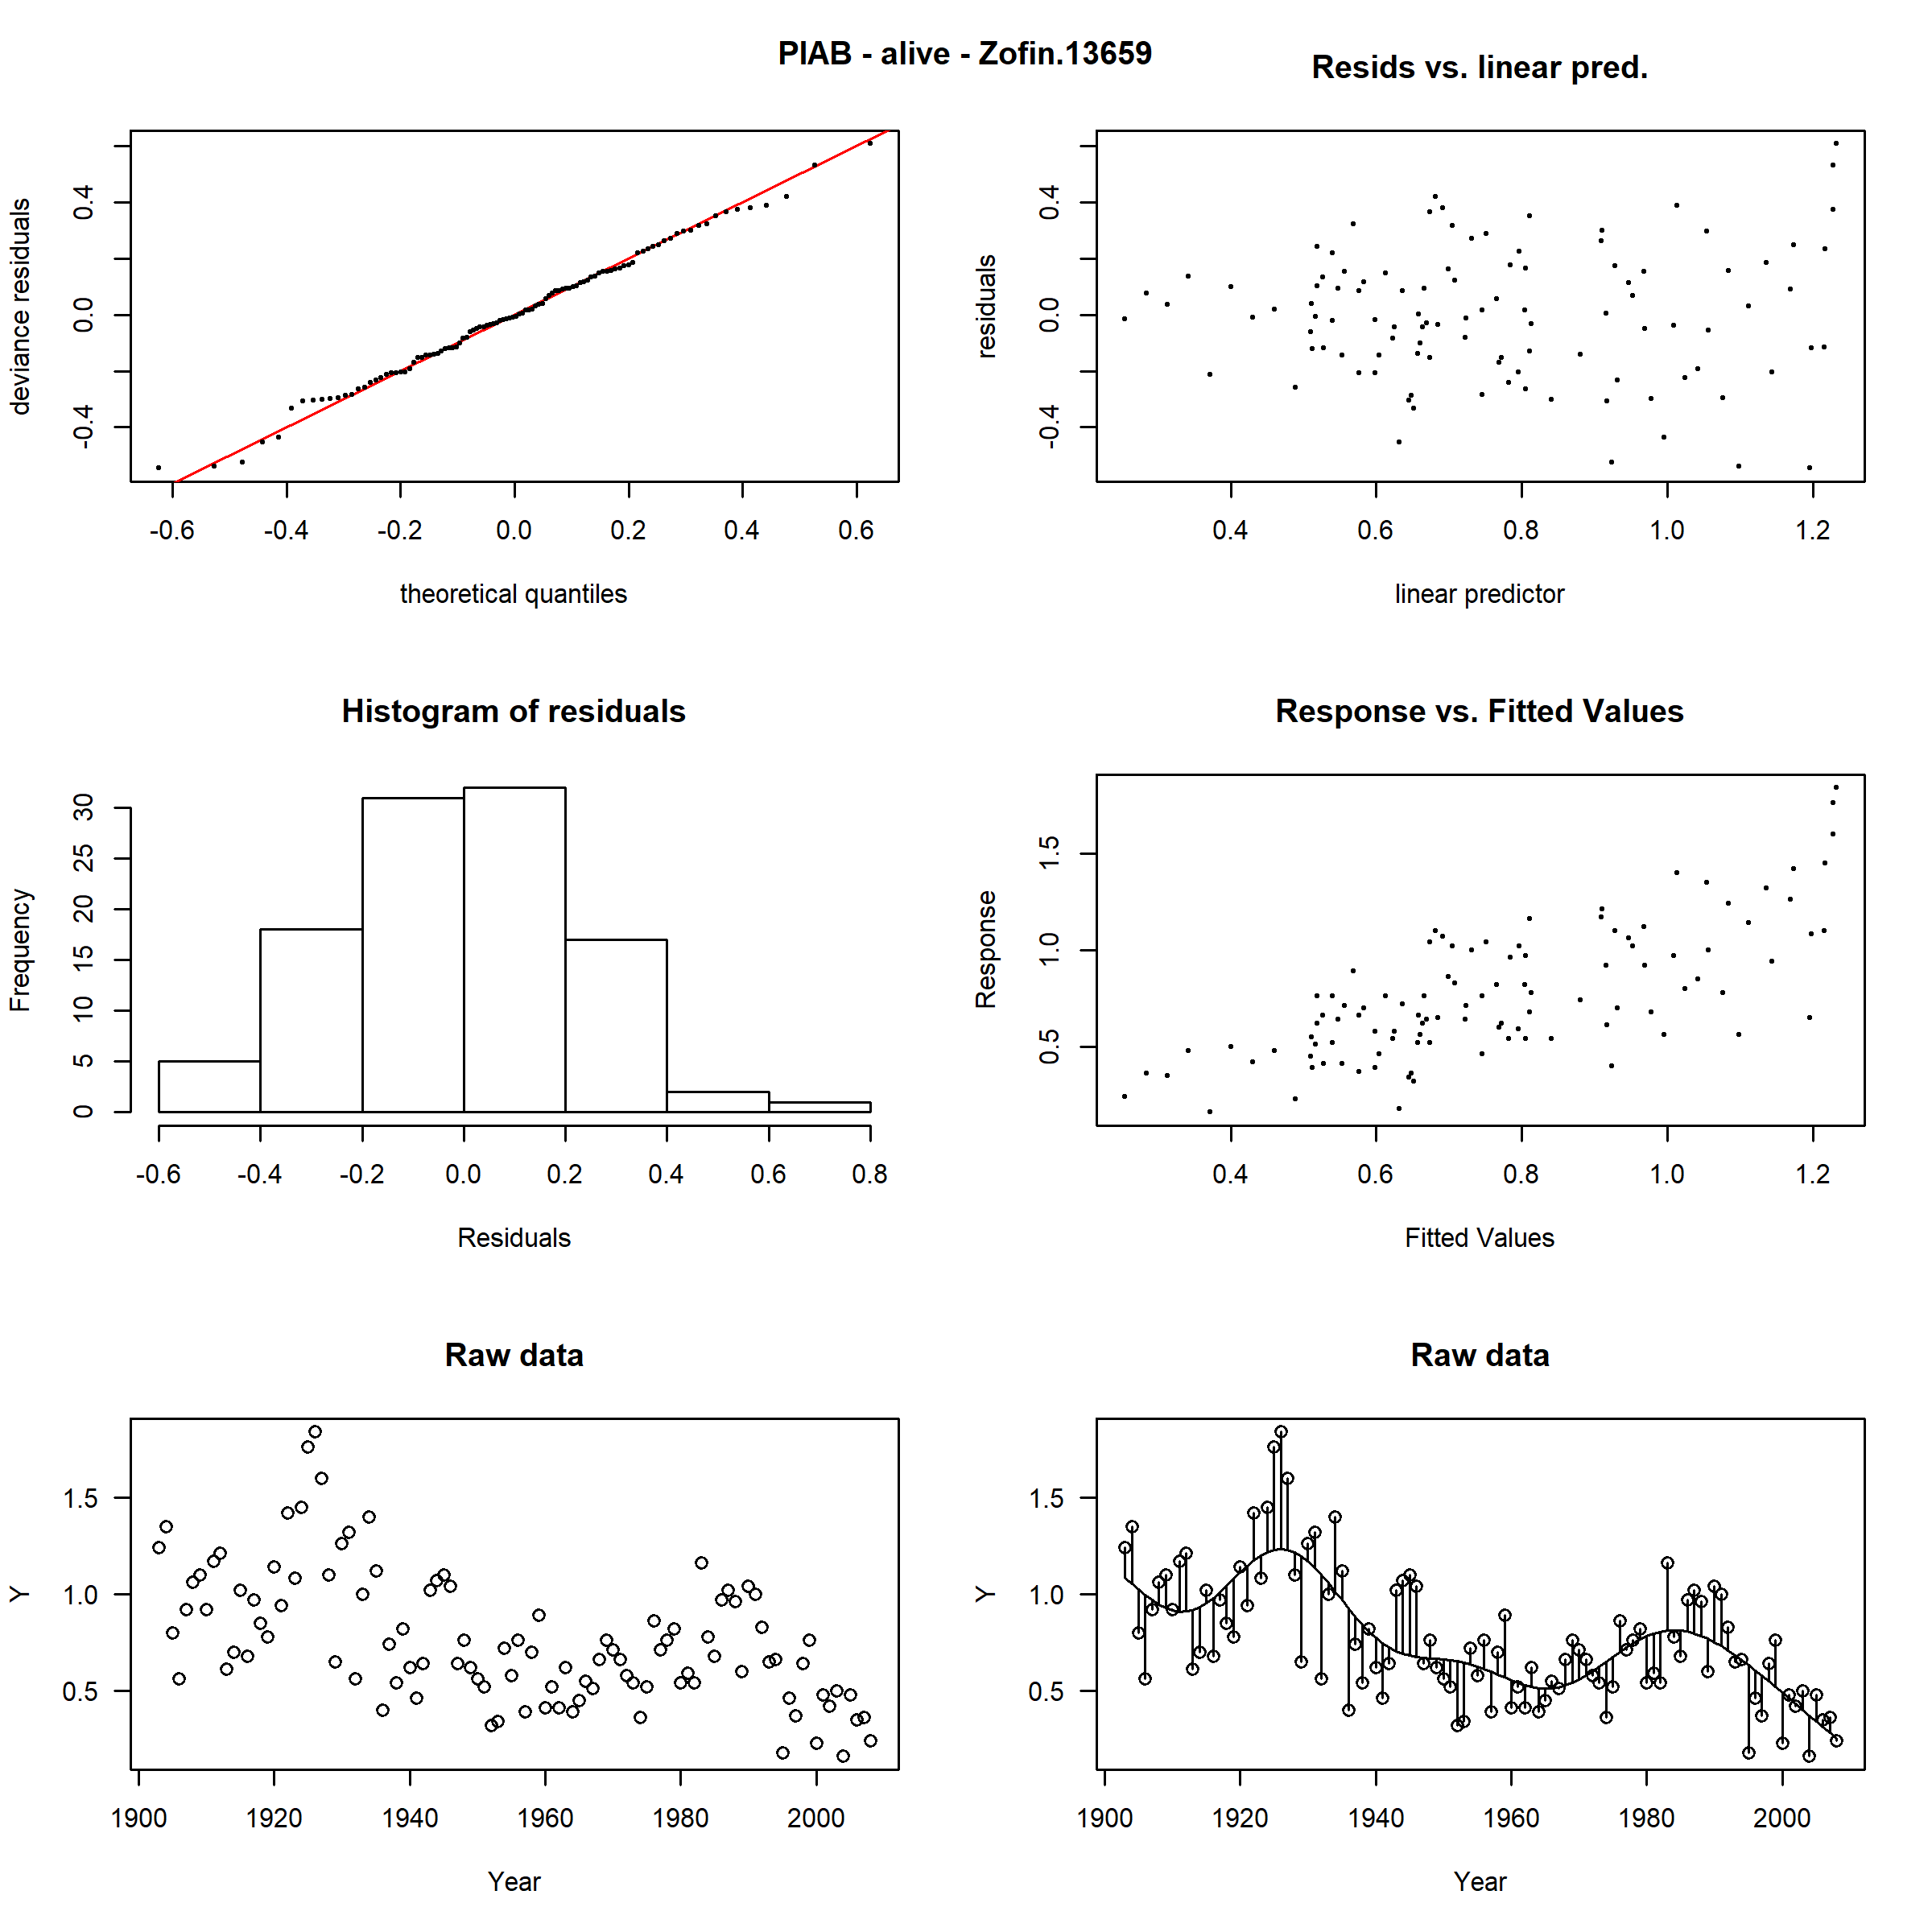 PIAB - alive - Zofin.13659
Resids vs. linear pred.
deviance residuals
-0.4 0.0 0.4
-0.6 -0.4 -0.2 0.0 0.2 0.4 0.6
theoretical quantiles
residuals
-0.4 0.0 0.4
0.4 0.6 0.8 1.0 1.2
linear predictor
Histogram of residuals
Frequency
0 5 10 15 20 25 30
-0.6 -0.4 -0.2 0.0 0.2 0.4 0.6 0.8
Residuals
Response vs. Fitted Values
Response
0.5 1.0 1.5
0.4 0.6 0.8 1.0 1.2
Fitted Values
Raw data
Y
1.5
1.0
0.5
1900 1920 1940 1960 1980 2000
Year
Raw data
Y
1.5
1.0
0.5
1900 1920 1940 1960 1980 2000
Year